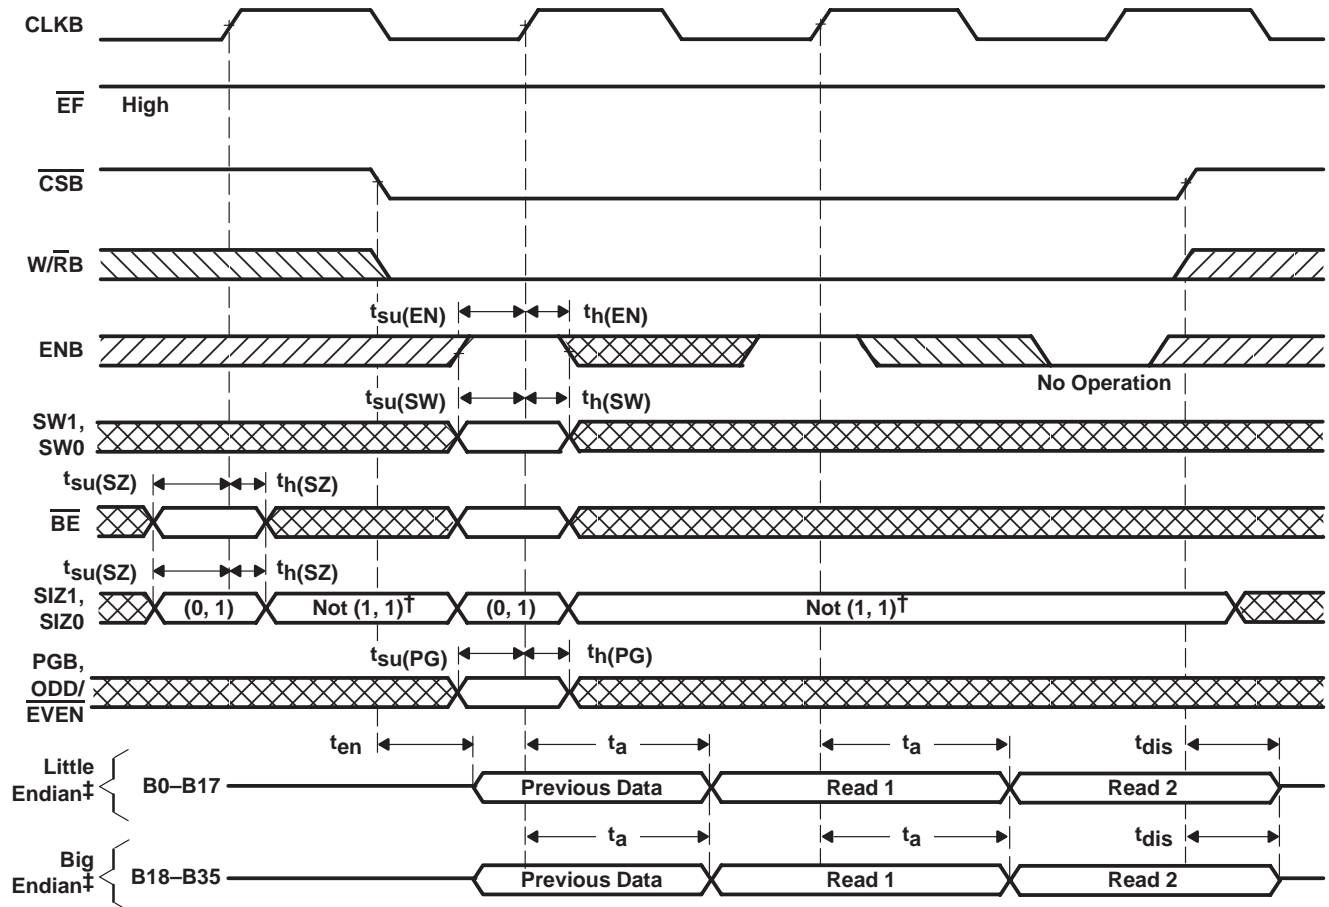 CLKB
EF High
CSB
W/RB
tsu(EN) th(EN)
ENB
No Operation
tsu(SW) th(SW)
SW1,
SW0
tsu(SZ) th(SZ)
BE
tsu(SZ) th(SZ)
SIZ1,
SIZ0
(0, 1) Not (1, 1)† (0, 1) Not (1, 1)†
tsu(PG) th(PG)
PGB,
ODD/
EVEN
ten ta ta tdis
Little
Endian‡
B0–B17 Previous Data Read 1 Read 2
ta ta tdis
Big
Endian‡
B18–B35 Previous Data Read 1 Read 2